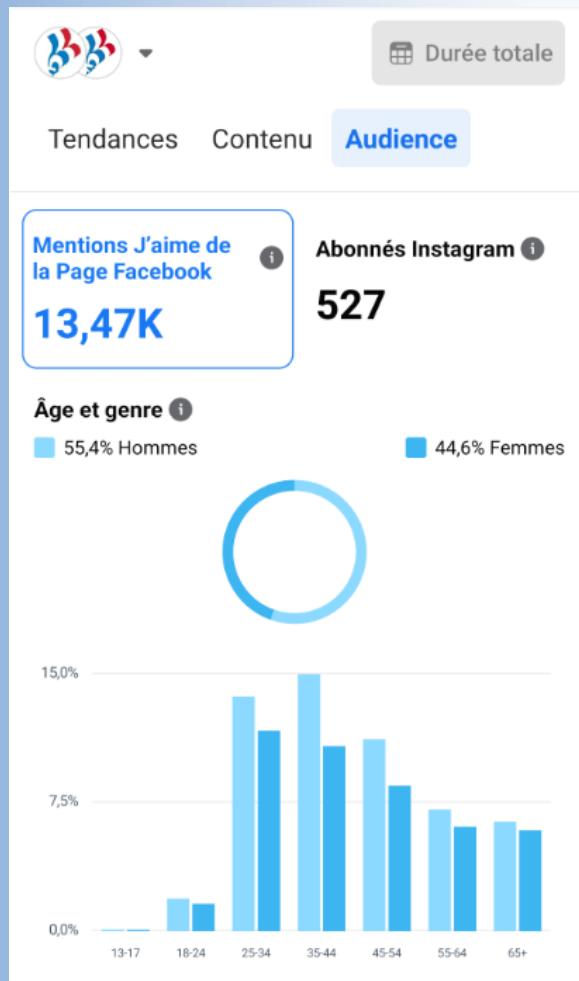 Durée totale
Tendances Contenu Audience
Mentions J'aime de
la Page Facebook
13,47K
Abonnés Instagram
527
Âge et genre
55,4% Hommes
44,6% Femmes
15,0%
7,5%
0,0%
13-17 18-24 25-34 35-44 45-54 55-64 65+